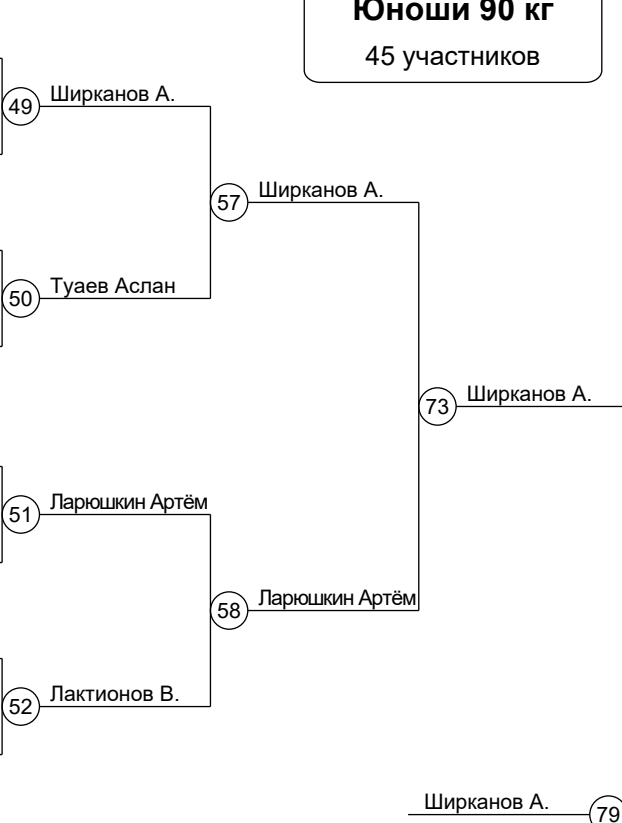 Юноши 90 кг
45 участников
49 Ширканов А.
57 Ширканов А.
50 Туаев Аслан
73 Ширканов А.
51 Ларюшкин Артём
58 Ларюшкин Артём
52 Лактионов В.
Ширканов А. 79